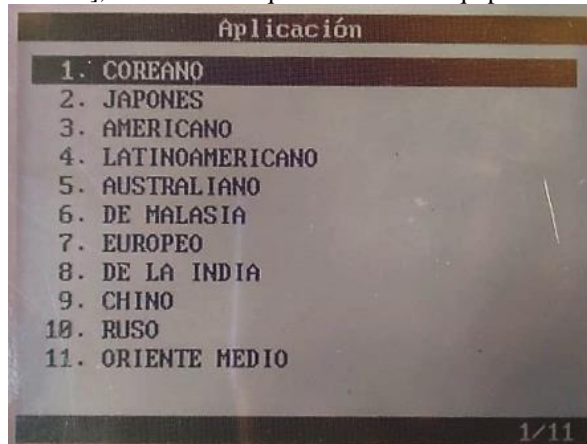 Aplicación
1. COREANO
2. JAPONES
3. AMERICANO
4. LATINOAMERICANO
5. AUSTRALIANO
6. DE MALASIA
7. EUROPEO
8. DE LA INDIA
9. CHINO
10. RUSO
11. ORIENTE MEDIO
1/11